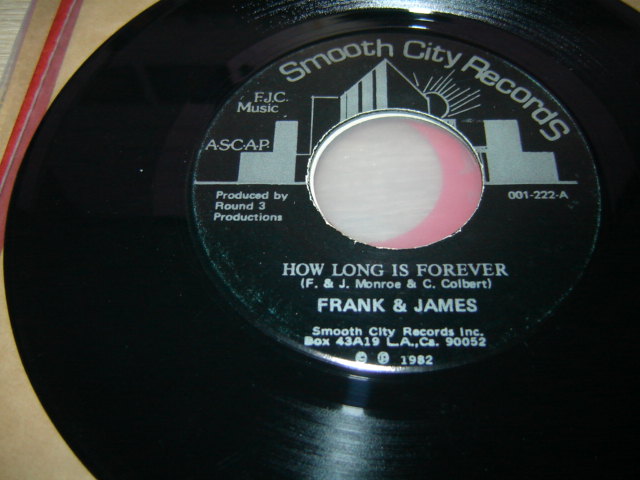 Smooth City Records
F.J.C.
Music
A.S.C.A.P.
Produced by
Round 3
Productions
001-222-A
HOW LONG IS FOREVER
(F. & J. Monroe & C. Colbert)
FRANK & JAMES
Smooth City Records Inc.
Box 43A19 L.A., Ca. 90052
© ℗ 1982